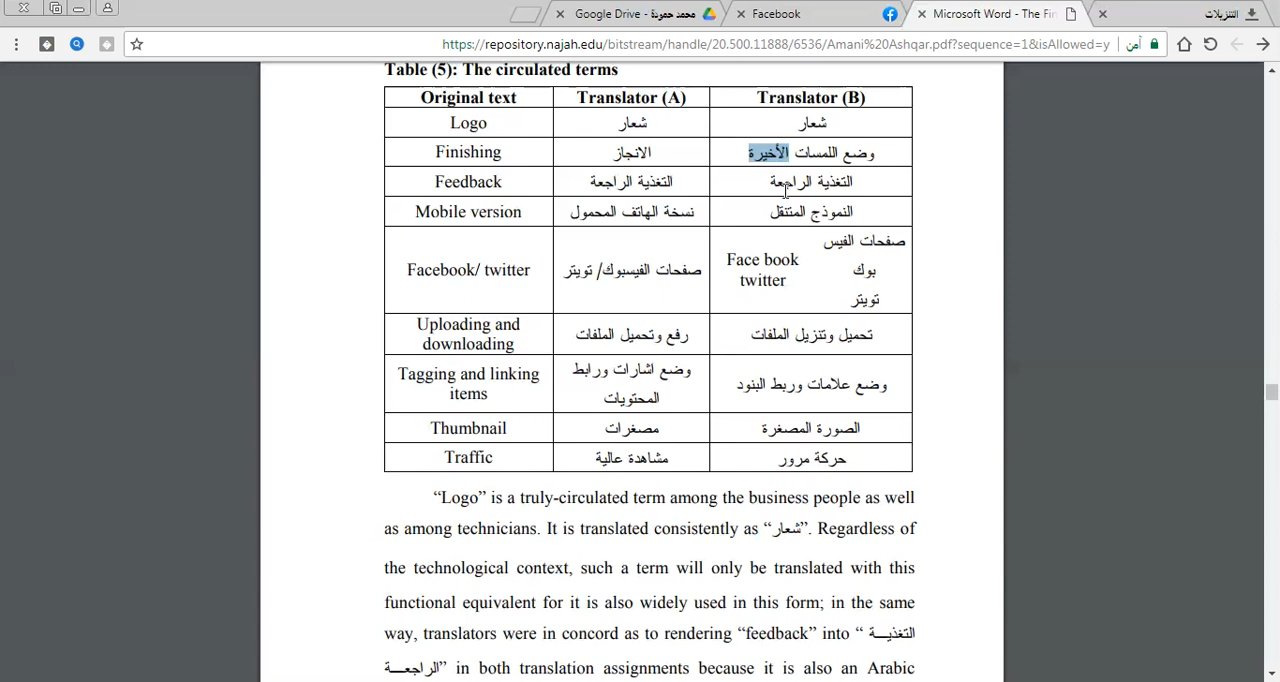 Google Drive - محمد حمودة
Facebook
Microsoft Word - The Fir
التنزيلات
https://repository.najah.edu/bitstream/handle/20.500.11888/6536/Amani%20Ashqar.pdf?sequence=1&isAllowed=y
آمن
Table (5): The circulated terms
Original text Translator (A) Translator (B)
Logo شعار شعار
Finishing الانجاز وضع اللمسات الأخيرة
Feedback التغذية الراجعة التغذية الراجعة
Mobile version نسخة الهاتف المحمول النموذج المتنقل
Facebook/ twitter صفحات الفيسبوك/ تويتر
Face book
twitter
صفحات الفيس
بوك
تويتر
Uploading and
downloading
رفع وتحميل الملفات تحميل وتنزيل الملفات
Tagging and linking
items
وضع اشارات ورابط
المحتويات
وضع علامات وربط البنود
Thumbnail مصغرات الصورة المصغرة
Traffic مشاهدة عالية حركة مرور
“Logo” is a truly-circulated term among the business people as well
as among technicians. It is translated consistently as “شعار”. Regardless of
the technological context, such a term will only be translated with this
functional equivalent for it is also widely used in this form; in the same
way, translators were in concord as to rendering “feedback” into “ التغذيـــة
الراجعـــة” in both translation assignments because it is also an Arabic